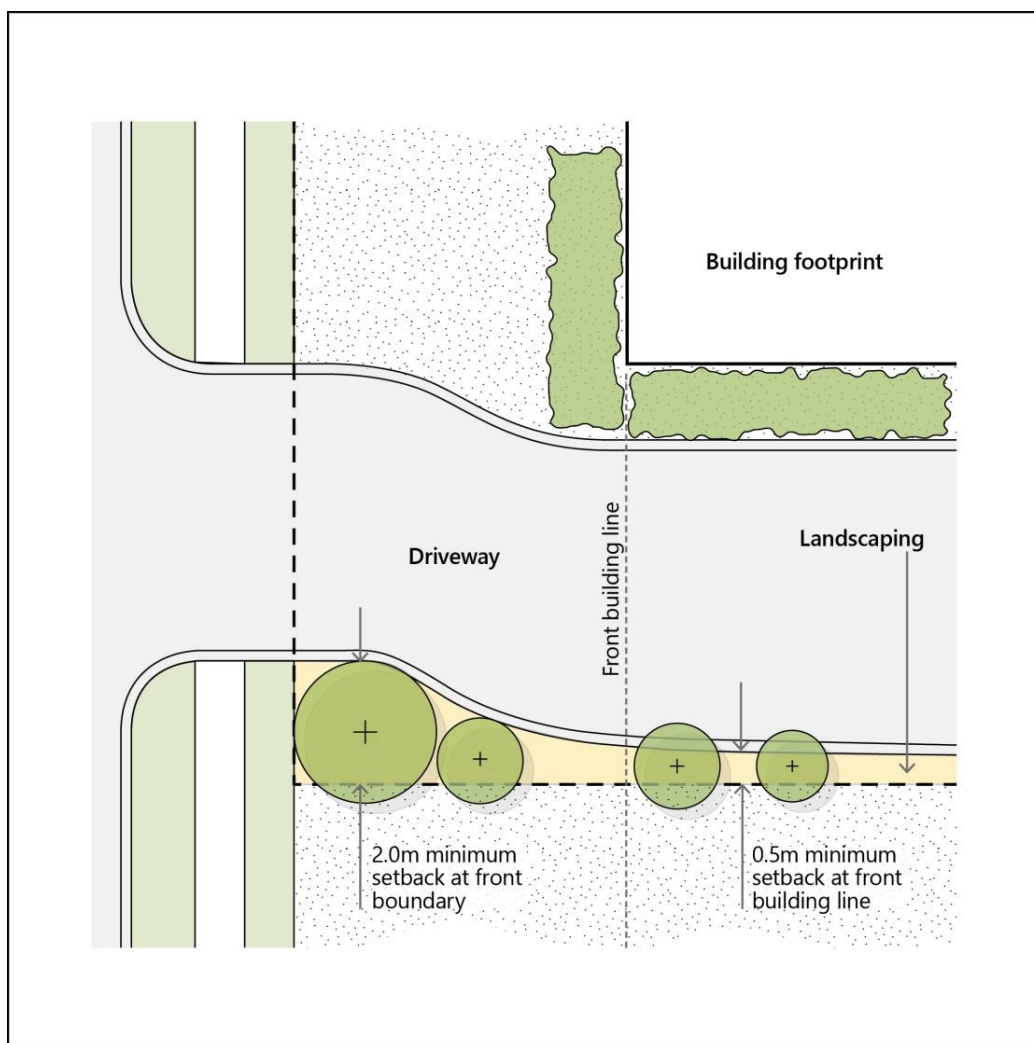 Building footprint
Landscaping
Driveway
Front building line
2.0m minimum
setback at front
boundary
0.5m minimum
setback at front
building line